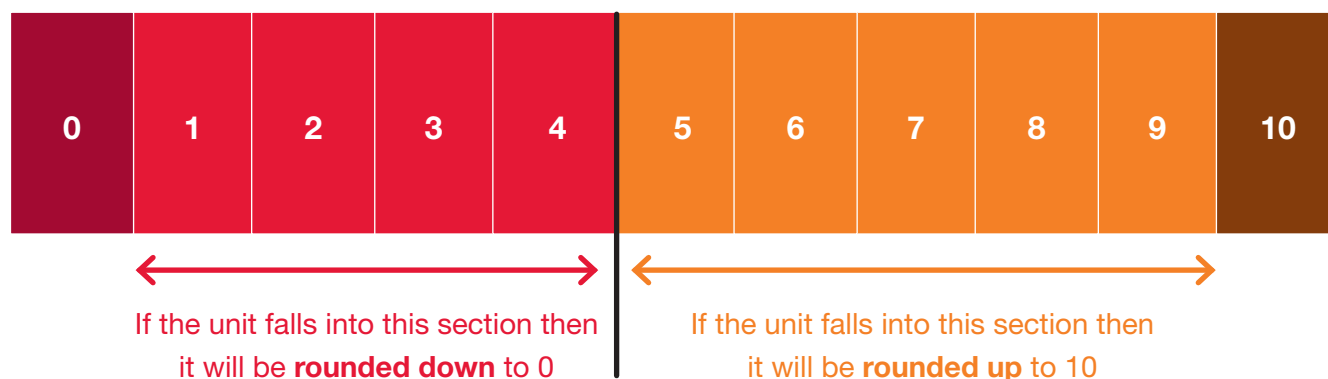 0 1 2 3 4 5 6 7 8 9 10
If the unit falls into this section then
it will be rounded down to 0
If the unit falls into this section then
it will be rounded up to 10